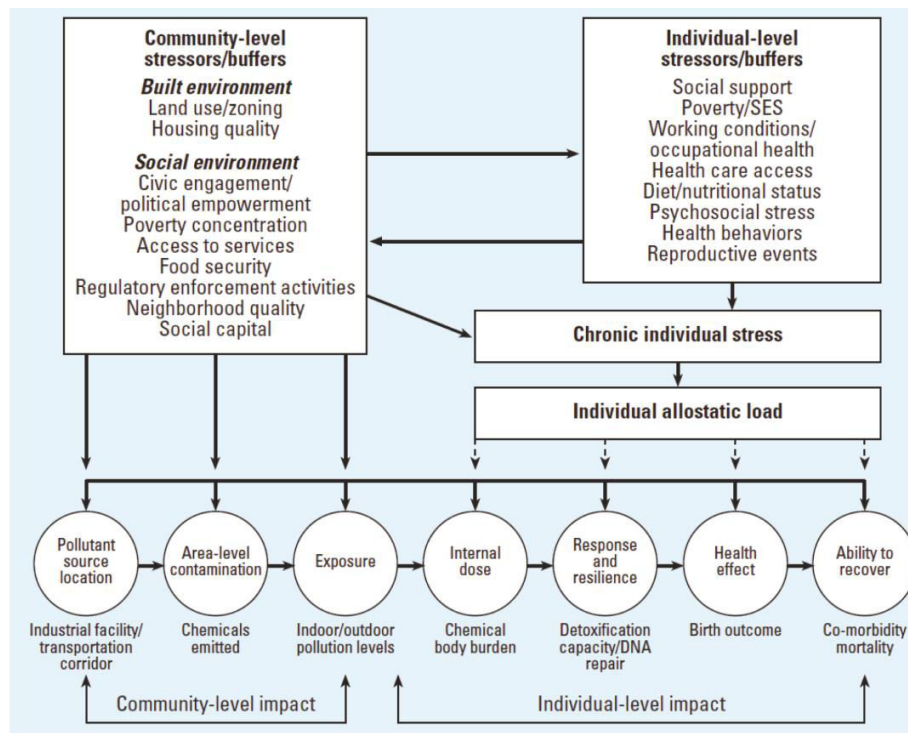 Community-level
stressors/buffers
Built environment
Land use/zoning
Housing quality
Social environment
Civic engagement/
political empowerment
Poverty concentration
Access to services
Food security
Regulatory enforcement activities
Neighborhood quality
Social capital
Individual-level
stressors/buffers
Social support
Poverty/SES
Working conditions/
occupational health
Health care access
Diet/nutritional status
Psychosocial stress
Health behaviors
Reproductive events
Chronic individual stress
Individual allostatic load
Pollutant
source
location
Area-level
contamination
Exposure
Internal
dose
Response
and
resilience
Health
effect
Ability to
recover
Industrial facility/
transportation
corridor
Chemicals
emitted
Indoor/outdoor
pollution levels
Chemical
body burden
Detoxification
capacity/DNA
repair
Birth outcome
Co-morbidity
mortality
Community-level impact
Individual-level impact